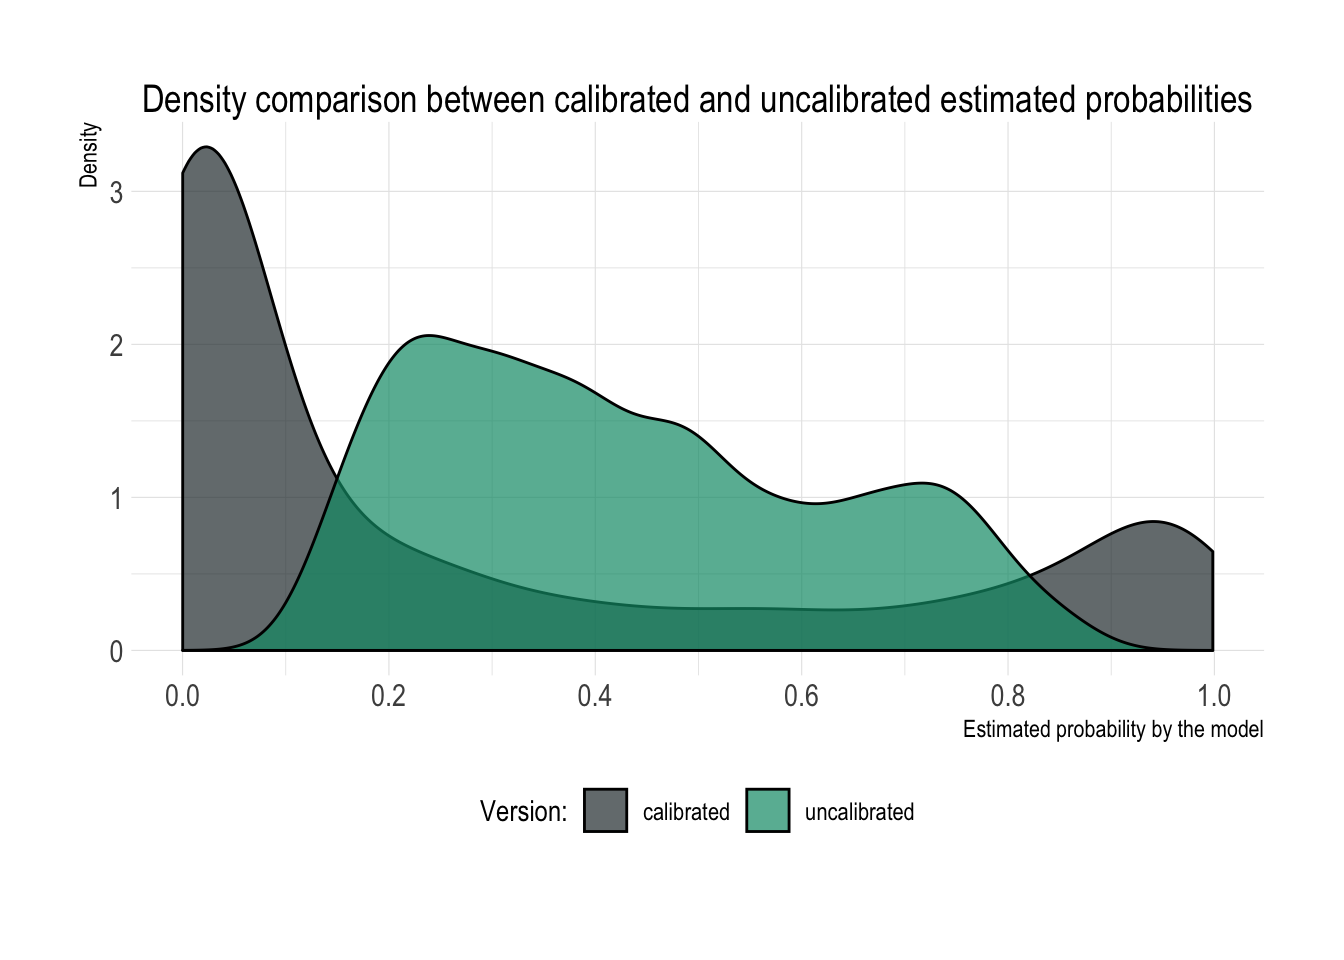 Density comparison between calibrated and uncalibrated estimated probabilities
Density
3
2
1
0
0.0 0.2 0.4 0.6 0.8 1.0
Estimated probability by the model
Version: calibrated uncalibrated